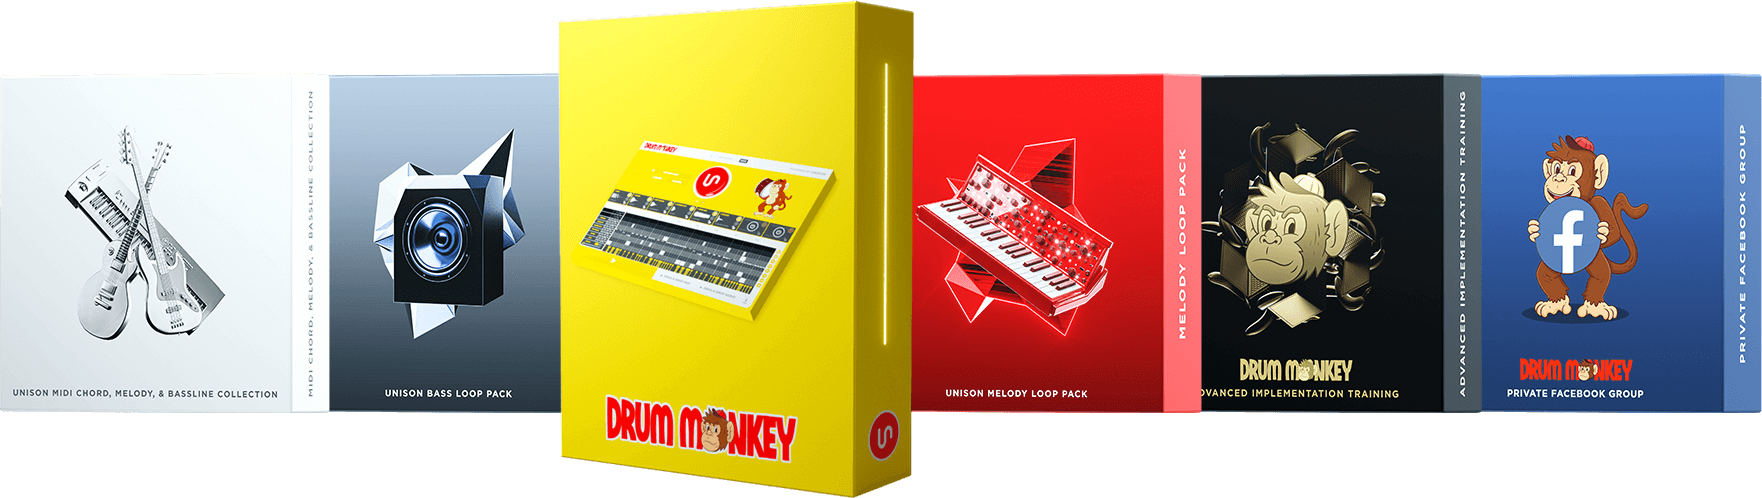 UNISON MIDI CHORD, MELODY, & BASSLINE COLLECTION
MIDI CHORD, MELODY, & BASSLINE COLLECTION
UNISON BASS LOOP PACK
DRUM MONKEY
DRUM MONKEY
UNISON MELODY LOOP PACK
MELODY LOOP PACK
DRUM MONKEY
DVANCED IMPLEMENTATION TRAINING
ADVANCED IMPLEMENTATION TRAINING
f
DRUM MONKEY
PRIVATE FACEBOOK GROUP
PRIVATE FACEBOOK GROUP